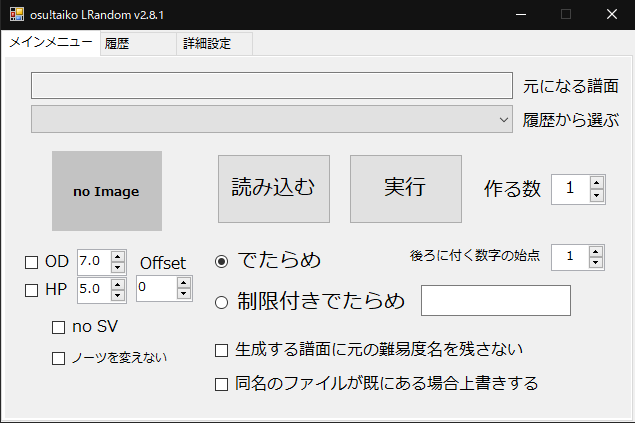 osu!taiko LRandom v2.8.1
メインメニュー 履歴 詳細設定
元になる譜面
履歴から選ぶ
no Image
読み込む 実行 作る数 1
OD 7.0 Offset でたらめ 後ろに付く数字の始点 1
HP 5.0 0 制限付きでたらめ
no SV
ノーツを変えない
生成する譜面に元の難易度名を残さない
同名のファイルが既にある場合上書きする